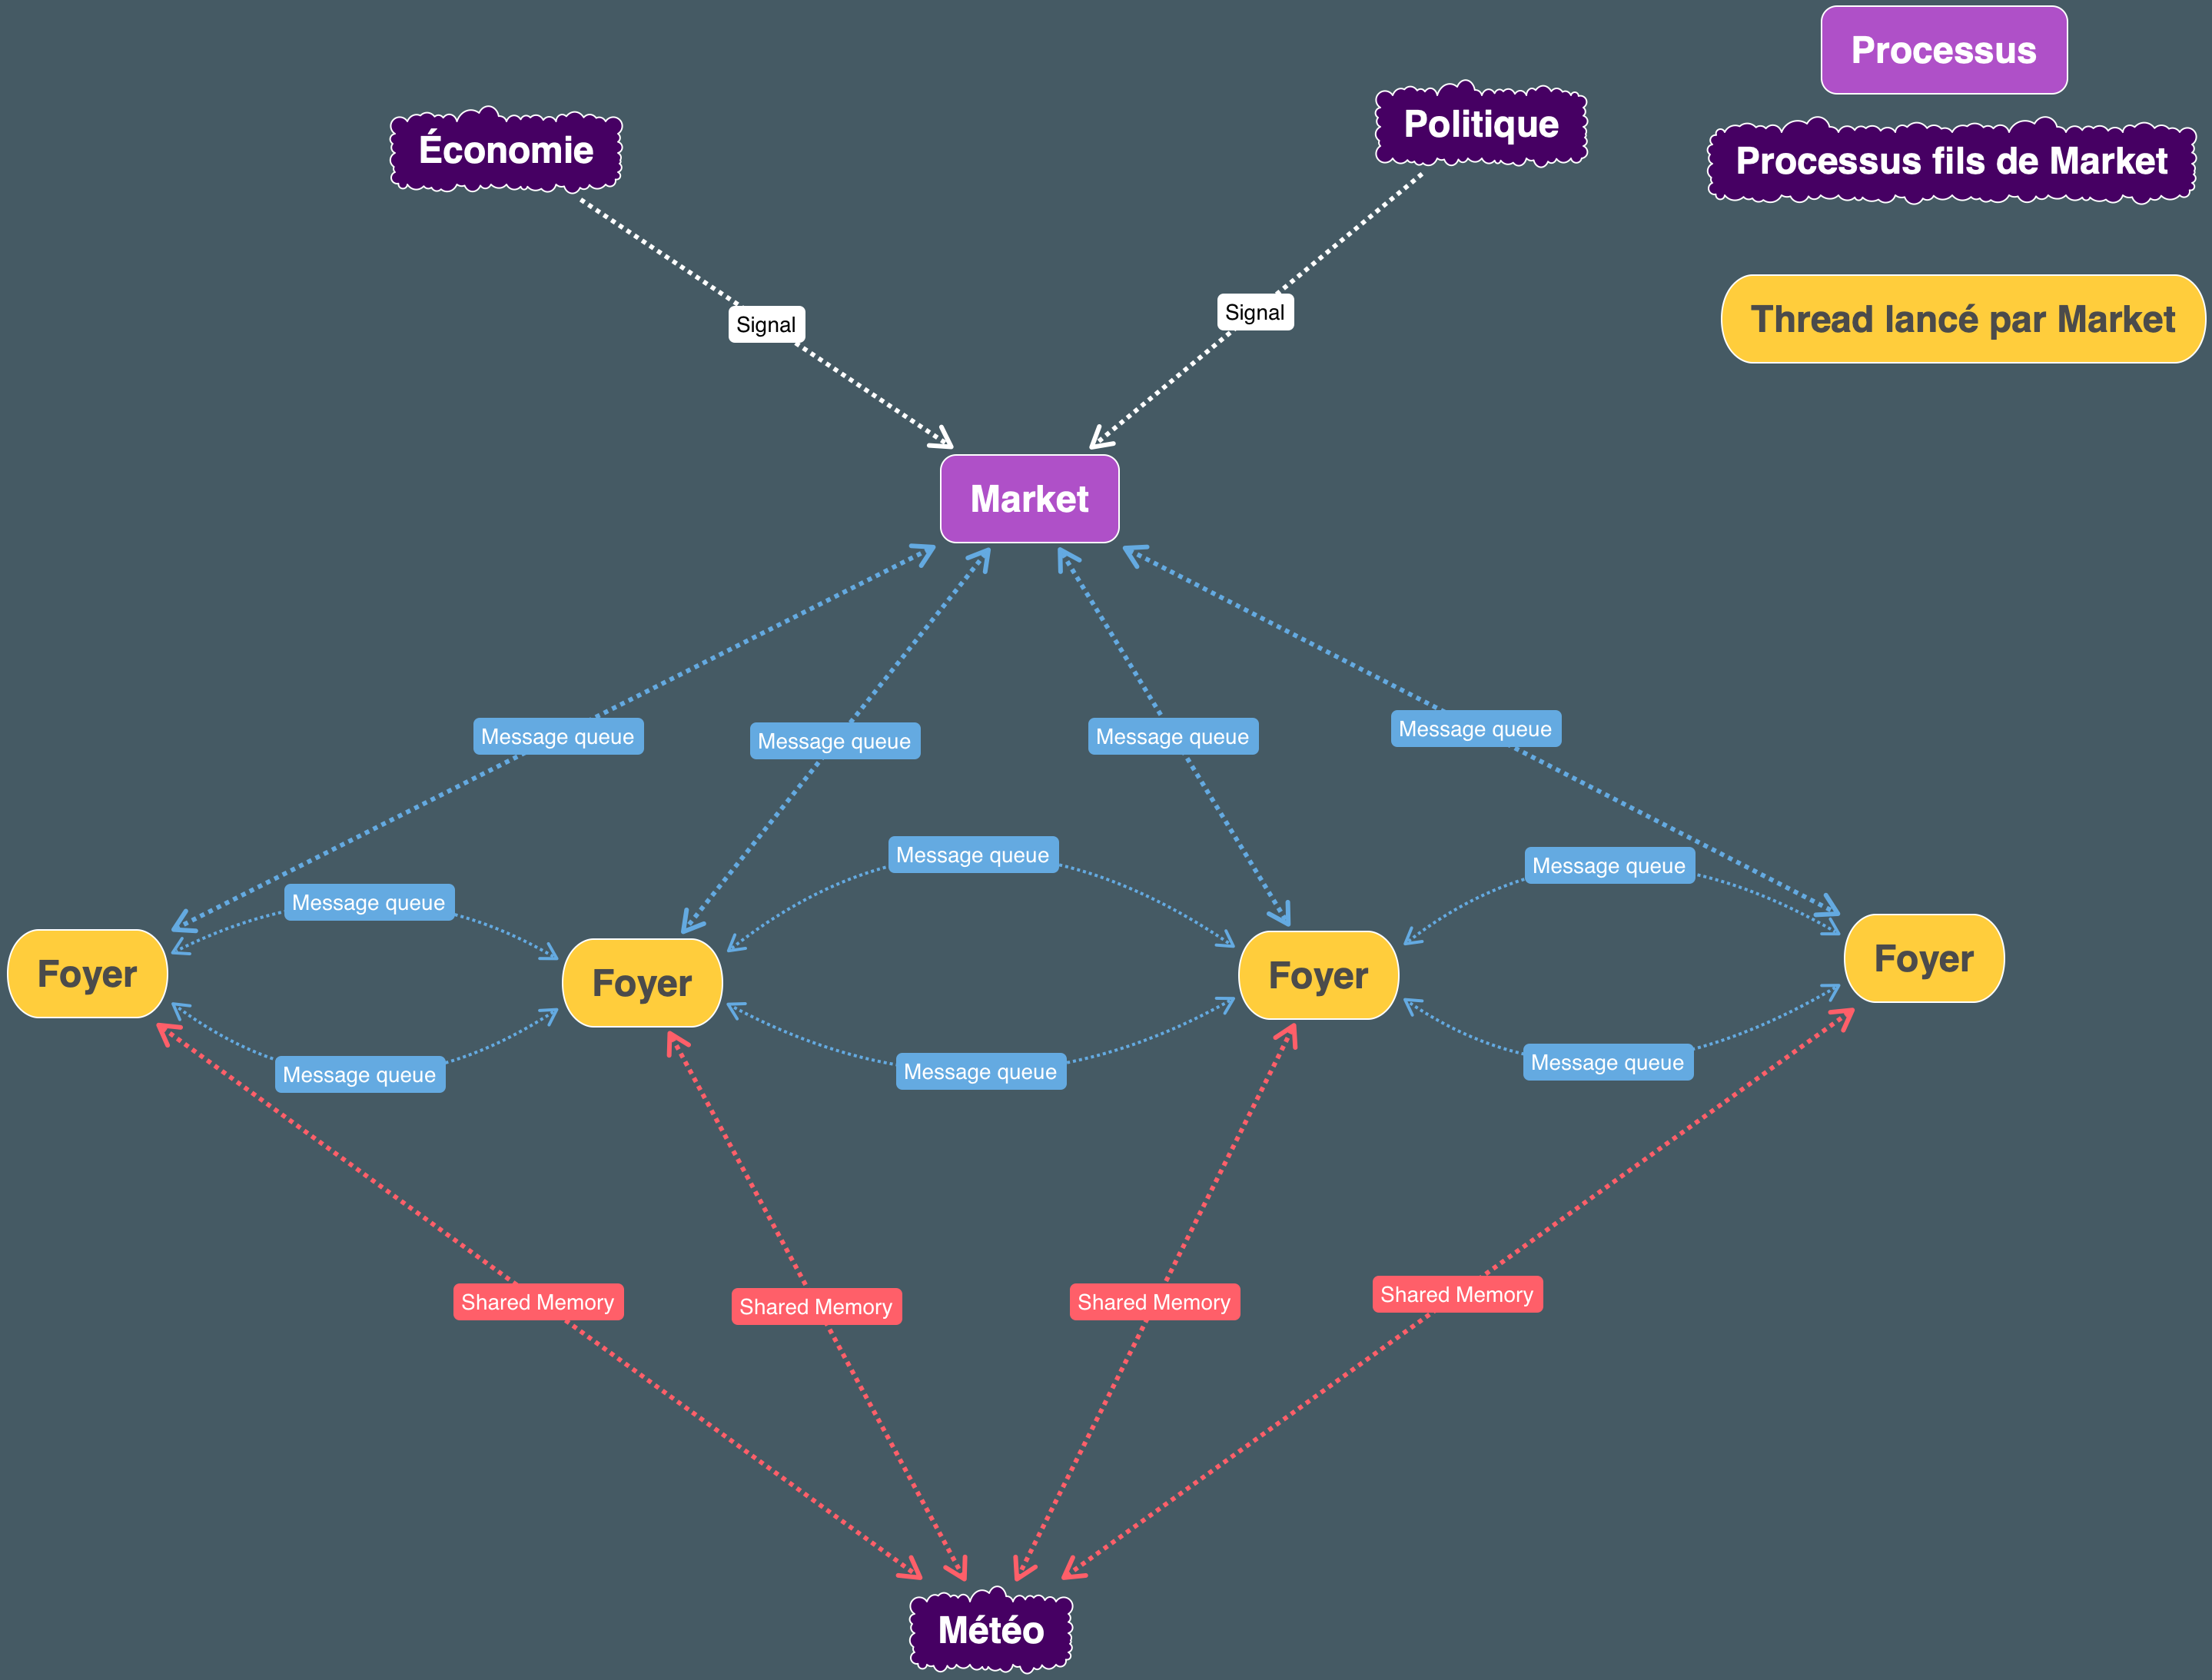 Processus
Économie
Politique
Processus fils de Market
Signal
Signal
Thread lancé par Market
Market
Message queue
Message queue
Message queue
Message queue
Message queue
Message queue
Message queue
Foyer
Foyer
Foyer
Foyer
Message queue
Message queue
Message queue
Shared Memory
Shared Memory
Shared Memory
Shared Memory
Météo